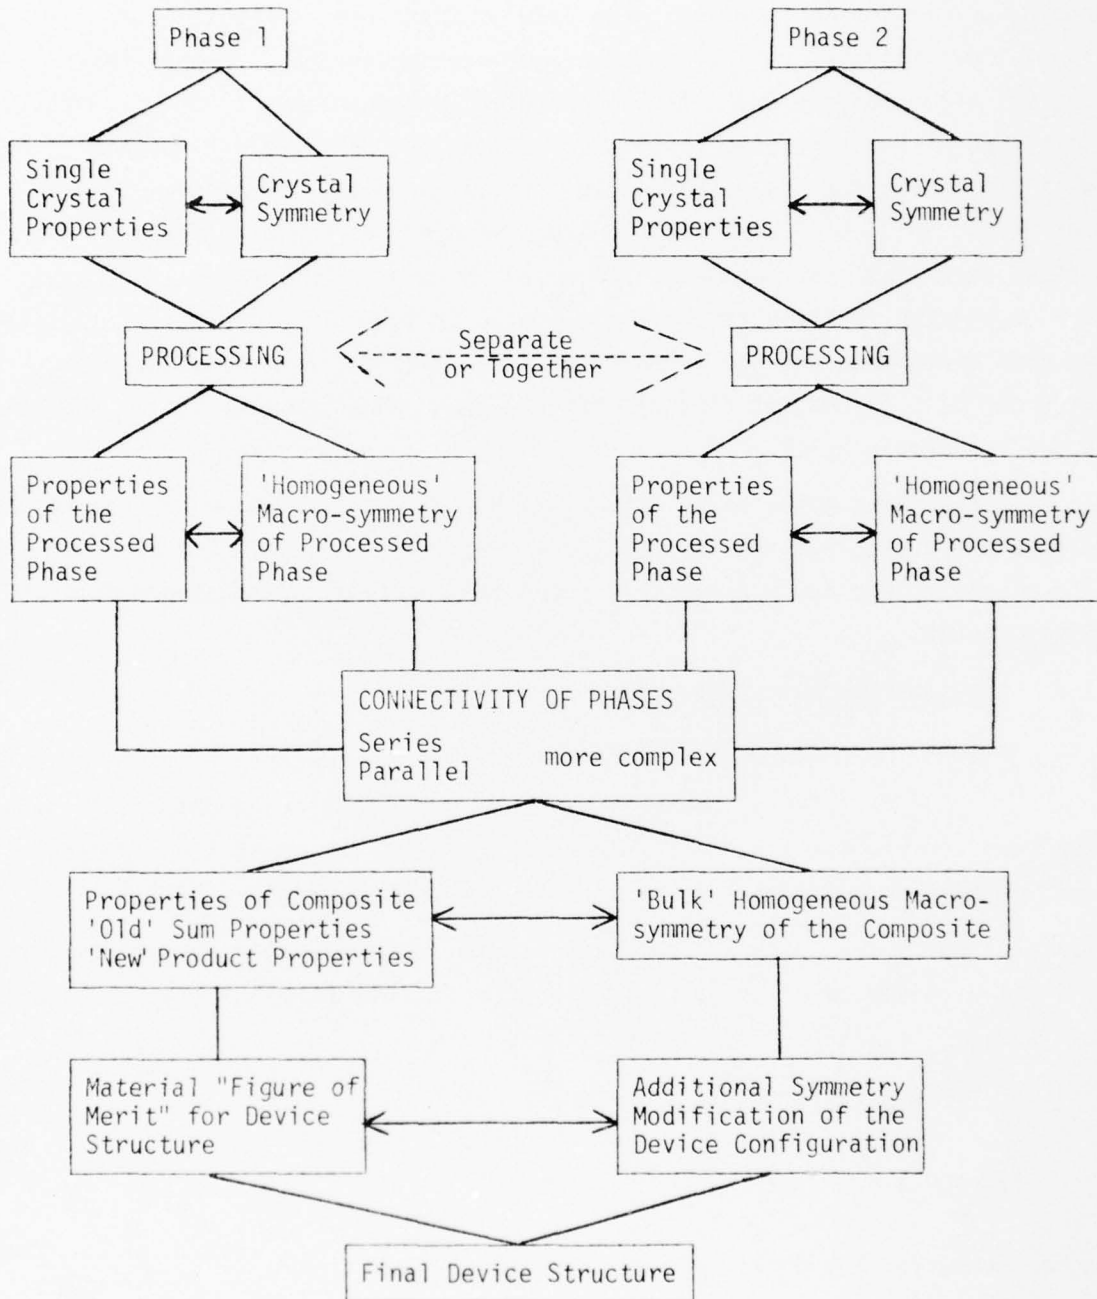 Phase 1
Phase 2
Single
Crystal
Properties
Crystal
Symmetry
Single
Crystal
Properties
Crystal
Symmetry
PROCESSING
Separate
or Together
PROCESSING
Properties
of the
Processed
Phase
'Homogeneous'
Macro-symmetry
of Processed
Phase
Properties
of the
Processed
Phase
'Homogeneous'
Macro-symmetry
of Processed
Phase
CONNECTIVITY OF PHASES
Series
Parallel
more complex
Properties of Composite
'Old' Sum Properties
'New' Product Properties
'Bulk' Homogeneous Macro-
symmetry of the Composite
Material "Figure of
Merit" for Device
Structure
Additional Symmetry
Modification of the
Device Configuration
Final Device Structure